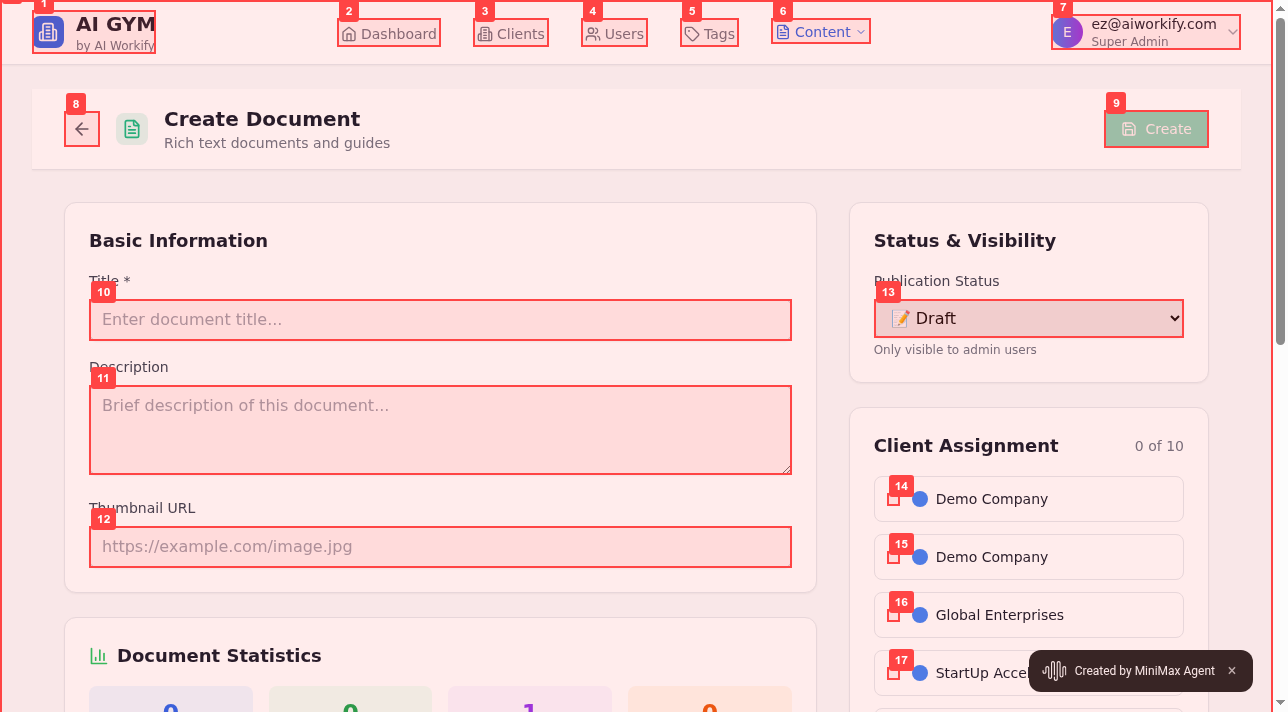 1
AI GYM
by AI Workify
2
Dashboard
3
Clients
4
Users
5
Tags
6
Content
7
E
ez@aiworkify.com
Super Admin
8
Create Document
Rich text documents and guides
9
Create
Basic Information
Title *
10
Enter document title...
Description
11
Brief description of this document...
Thumbnail URL
12
https://example.com/image.jpg
Document Statistics
0
0
1
0
Status & Visibility
Publication Status
13
Draft
Only visible to admin users
Client Assignment
0 of 10
14
Demo Company
15
Demo Company
16
Global Enterprises
17
StartUp
Created by MiniMax Agent ×